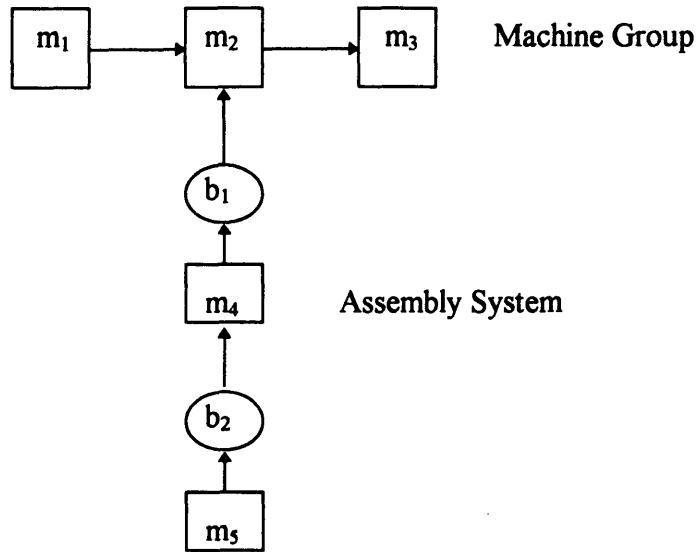 m₁ m₂ m₃ Machine Group
b₁
m₄ Assembly System
b₂
m₅